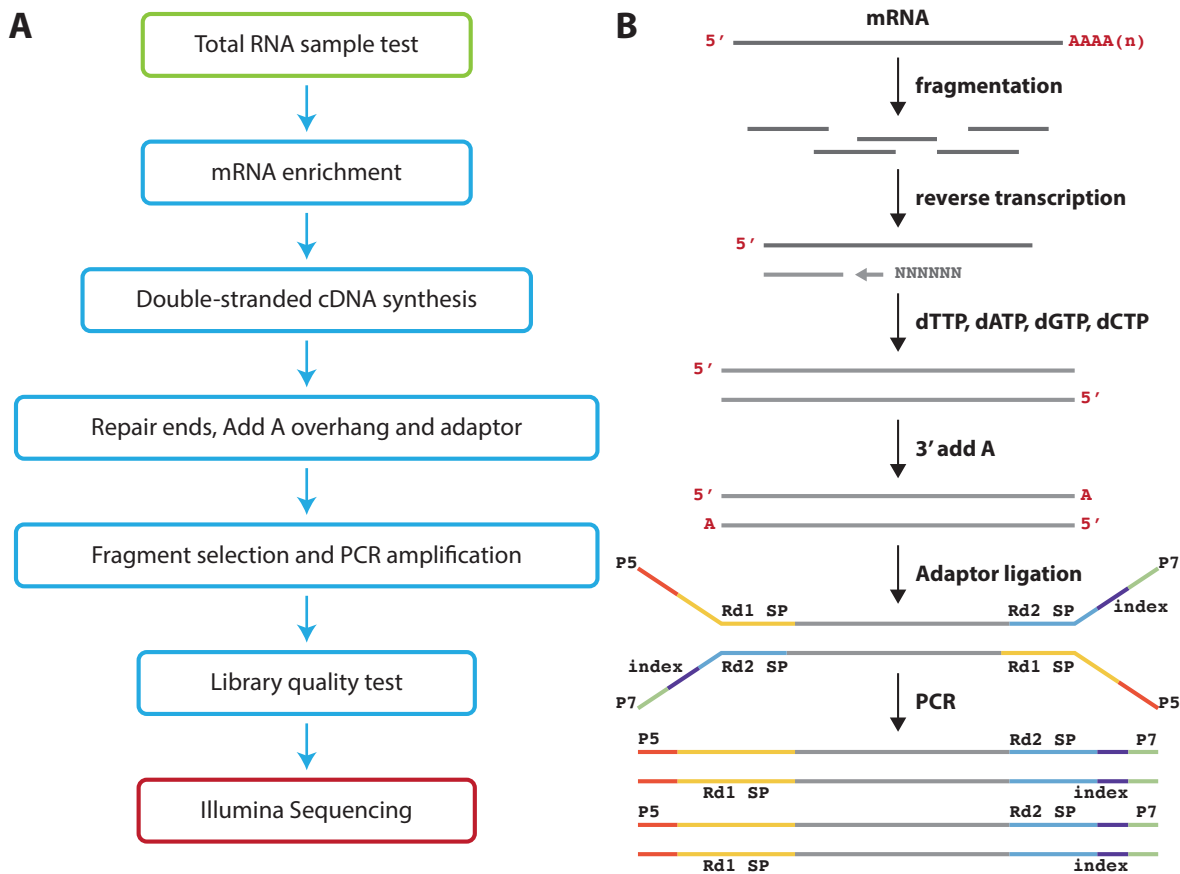 A
Total RNA sample test
mRNA enrichment
Double-stranded cDNA synthesis
Repair ends, Add A overhang and adaptor
Fragment selection and PCR amplification
Library quality test
Illumina Sequencing
B
mRNA
5′ AAAA(n)
fragmentation
reverse transcription
5′
NNNNNN
dTTP, dATP, dGTP, dCTP
5′
5′
3′ add A
5′ A
A 5′
Adaptor ligation
P5 P7
Rd1 SP Rd2 SP index
index Rd2 SP Rd1 SP
P7 P5
PCR
P5 Rd2 SP P7
Rd1 SP index
P5 Rd2 SP P7
Rd1 SP index